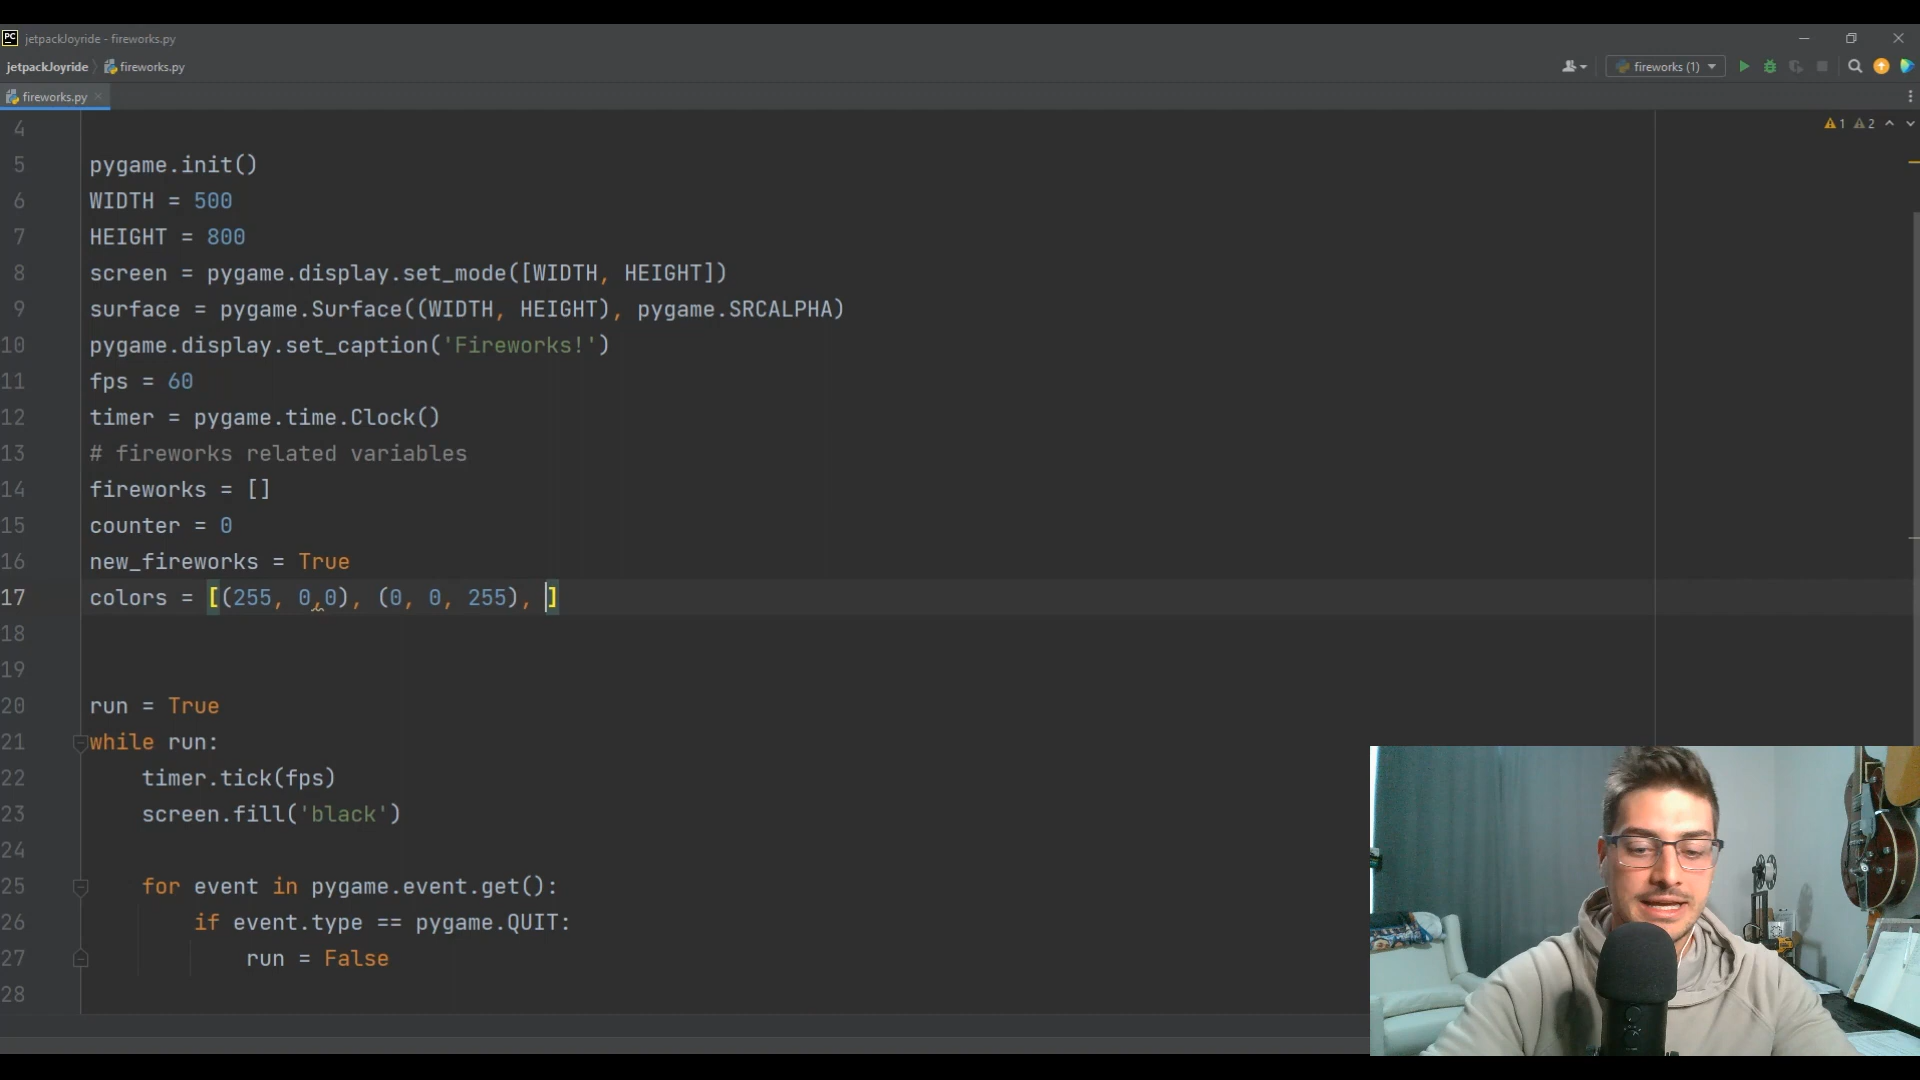 PC jetpackJoyride - fireworks.py
jetpackJoyride fireworks.py fireworks (1)
fireworks.py
4 1 2
5 pygame.init()
6 WIDTH = 500
7 HEIGHT = 800
8 screen = pygame.display.set_mode([WIDTH, HEIGHT])
9 surface = pygame.Surface((WIDTH, HEIGHT), pygame.SRCALPHA)
10 pygame.display.set_caption('Fireworks!')
11 fps = 60
12 timer = pygame.time.Clock()
13 # fireworks related variables
14 fireworks = []
15 counter = 0
16 new_fireworks = True
17 colors = [(255, 0,0), (0, 0, 255), ]
18
19
20 run = True
21 while run:
22 timer.tick(fps)
23 screen.fill('black')
24
25 for event in pygame.event.get():
26 if event.type == pygame.QUIT:
27 run = False
28